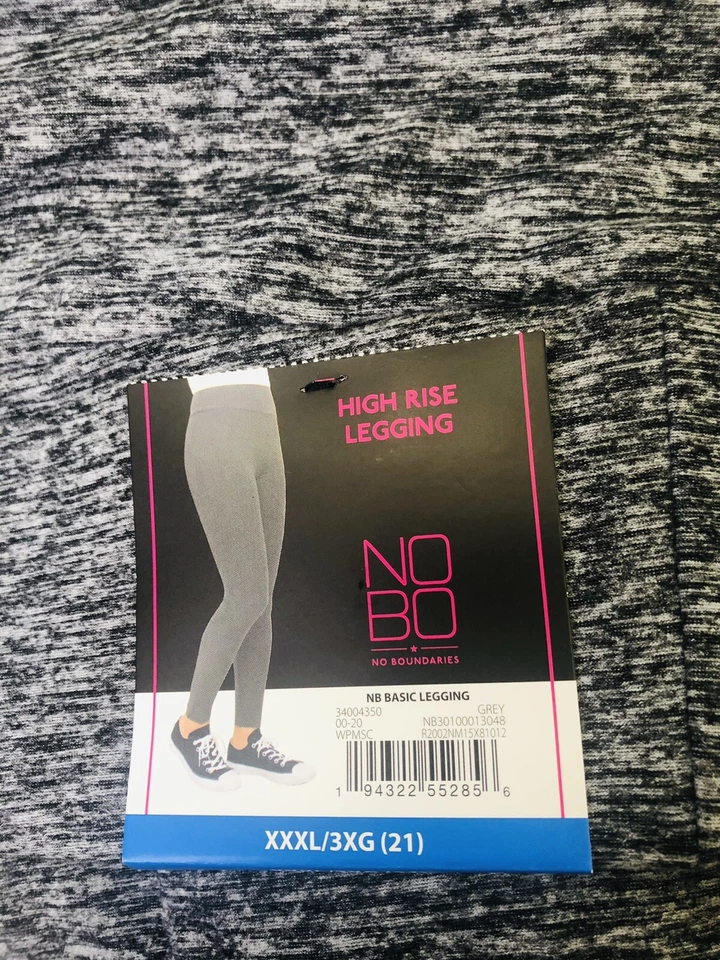 HIGH RISE
LEGGING
NO
BO
NO BOUNDARIES
NB BASIC LEGGING
34004350 GREY
00-20 NB30100013048
WPMSC R2002NM15X81012
1 94322 55285 6
XXXL/3XG (21)